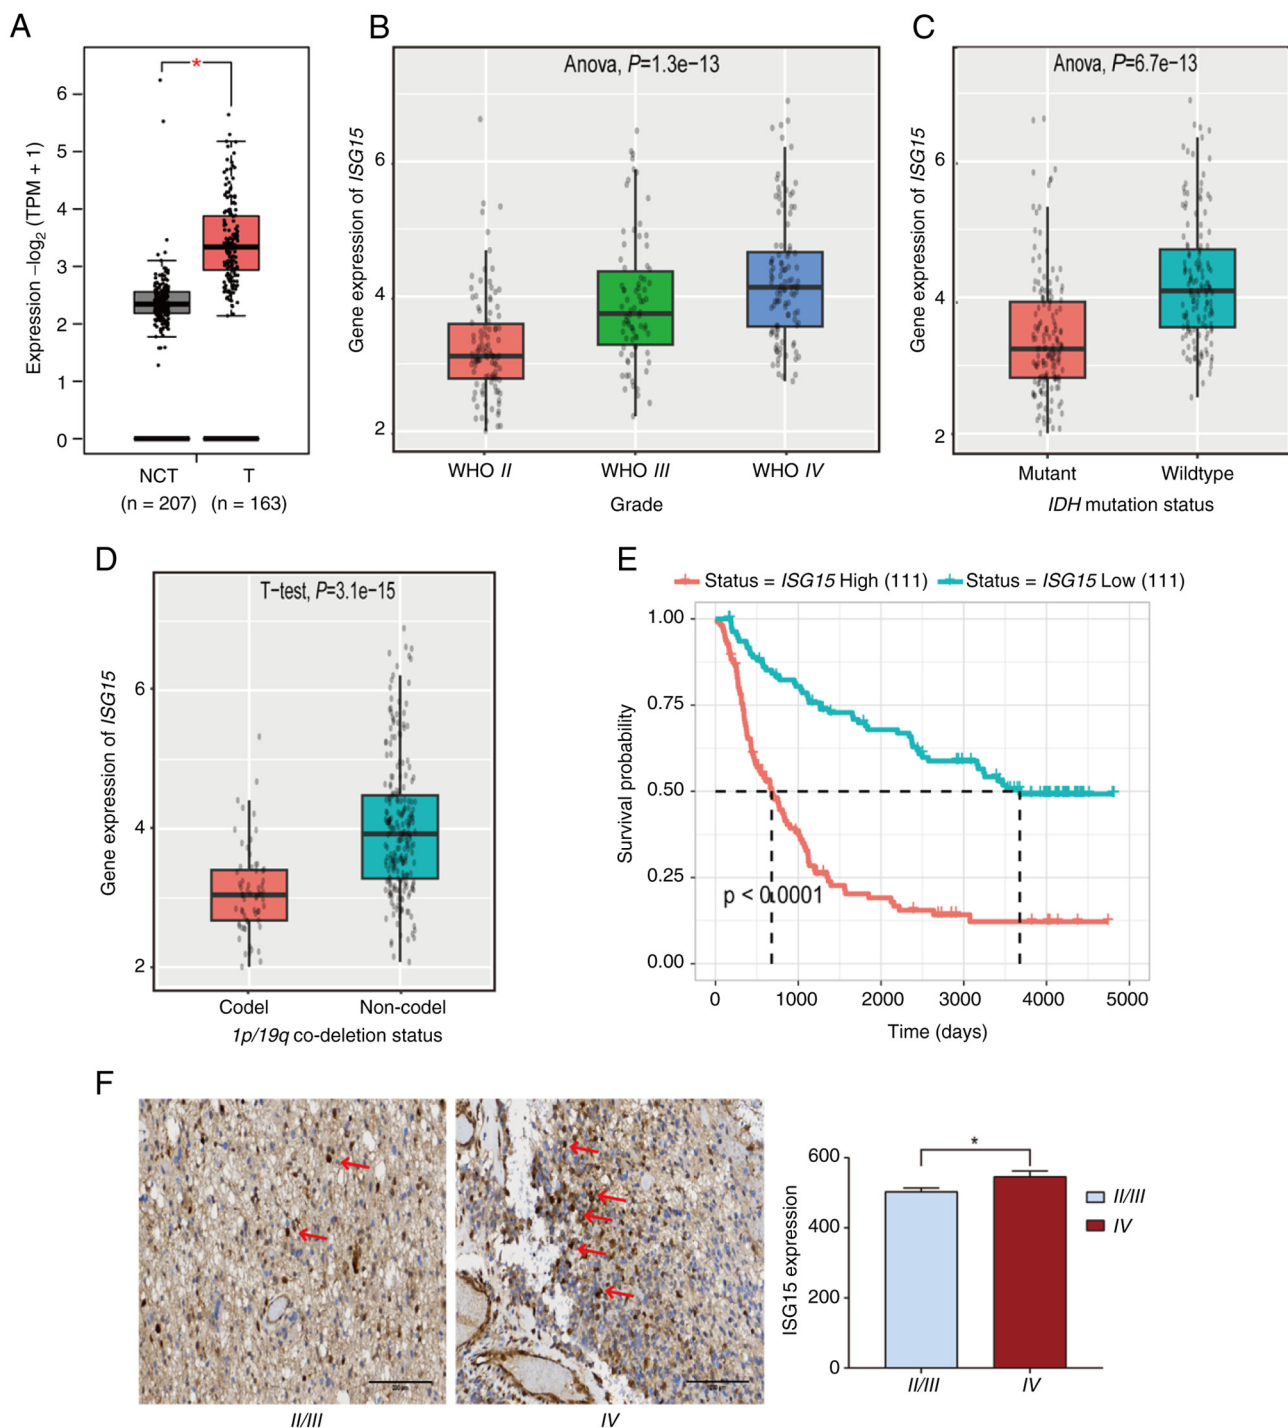 A
Expression –log2 (TPM + 1)
6
5
4
3
2
1
0
*
NCT
(n = 207)
T
(n = 163)
B
Anova, P=1.3e−13
Gene expression of ISG15
6
4
2
WHO II
WHO III
WHO IV
Grade
C
Anova, P=6.7e−13
Gene expression of ISG15
6
4
2
Mutant
Wildtype
IDH mutation status
D
T−test, P=3.1e−15
Gene expression of ISG15
6
4
2
Codel
Non-codel
1p/19q co-deletion status
E
Status = ISG15 High (111)
Status = ISG15 Low (111)
Survival probability
1.00
0.75
0.50
0.25
0.00
p < 0.0001
0
1000
2000
3000
4000
5000
Time (days)
F
II/III
IV
ISG15 expression
600
400
200
0
*
II/III
IV
II/III
IV